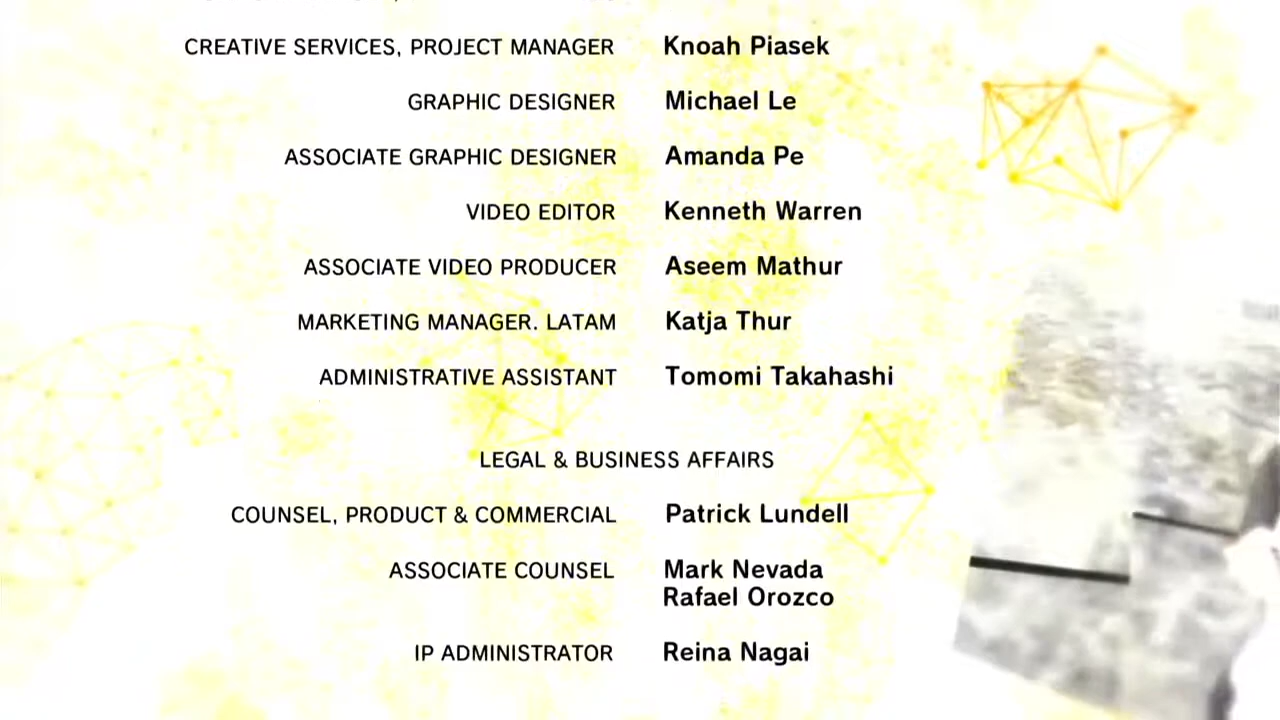 CREATIVE SERVICES, PROJECT MANAGER Knoah Piasek
GRAPHIC DESIGNER Michael Le
ASSOCIATE GRAPHIC DESIGNER Amanda Pe
VIDEO EDITOR Kenneth Warren
ASSOCIATE VIDEO PRODUCER Aseem Mathur
MARKETING MANAGER. LATAM Katja Thur
ADMINISTRATIVE ASSISTANT Tomomi Takahashi
LEGAL & BUSINESS AFFAIRS
COUNSEL, PRODUCT & COMMERCIAL Patrick Lundell
ASSOCIATE COUNSEL Mark Nevada
Rafael Orozco
IP ADMINISTRATOR Reina Nagai